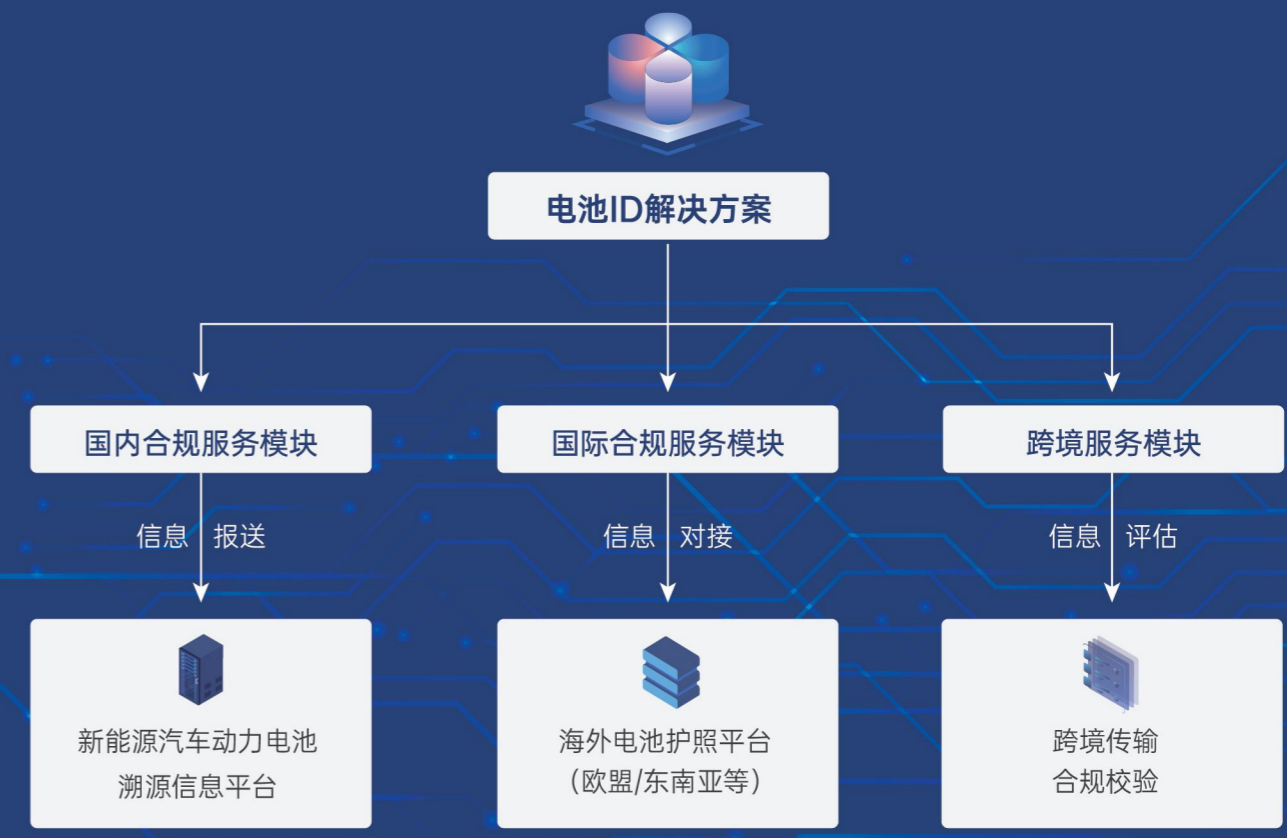 电池ID解决方案
国内合规服务模块
国际合规服务模块
跨境服务模块
信息 报送
信息 对接
信息 评估
新能源汽车动力电池
溯源信息平台
海外电池护照平台
（欧盟/东南亚等）
跨境传输
合规校验